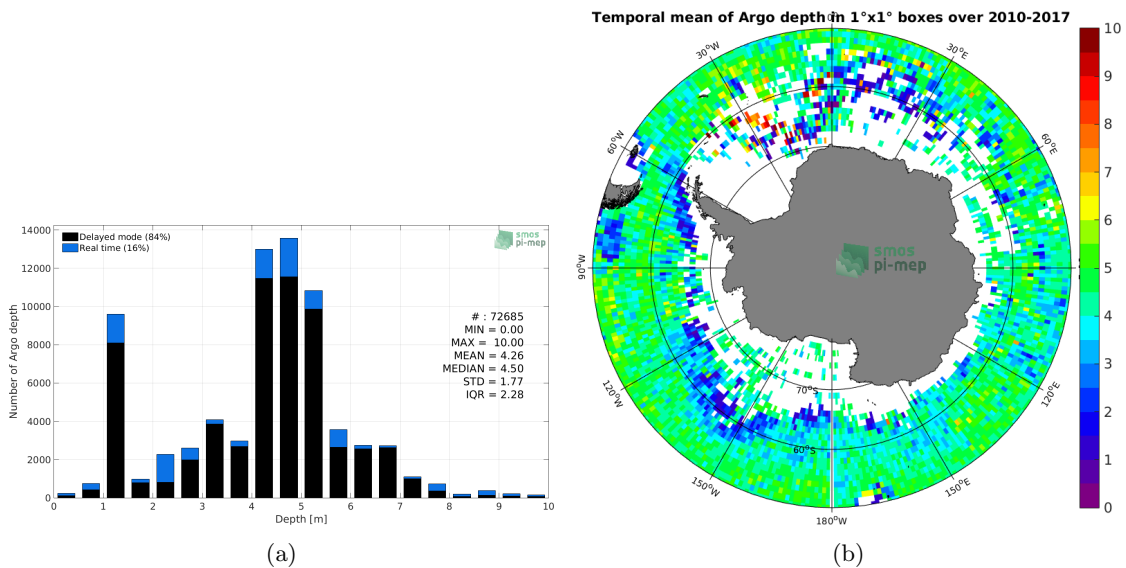 Temporal mean of Argo depth in 1°x1° boxes over 2010-2017
0°
30°W
30°E
60°W
60°E
90°W
120°W
120°E
150°W
150°E
180°W
70°S
60°S
smos
pi-mep
10
9
8
7
6
5
4
3
2
1
0
14000
12000
10000
8000
6000
4000
2000
0
Number of Argo depth
Delayed mode (84%)
Real time (16%)
smos
pi-mep
# : 72685
MIN = 0.00
MAX = 10.00
MEAN = 4.26
MEDIAN = 4.50
STD = 1.77
IQR = 2.28
0 1 2 3 4 5 6 7 8 9 10
Depth [m]
(a)
(b)